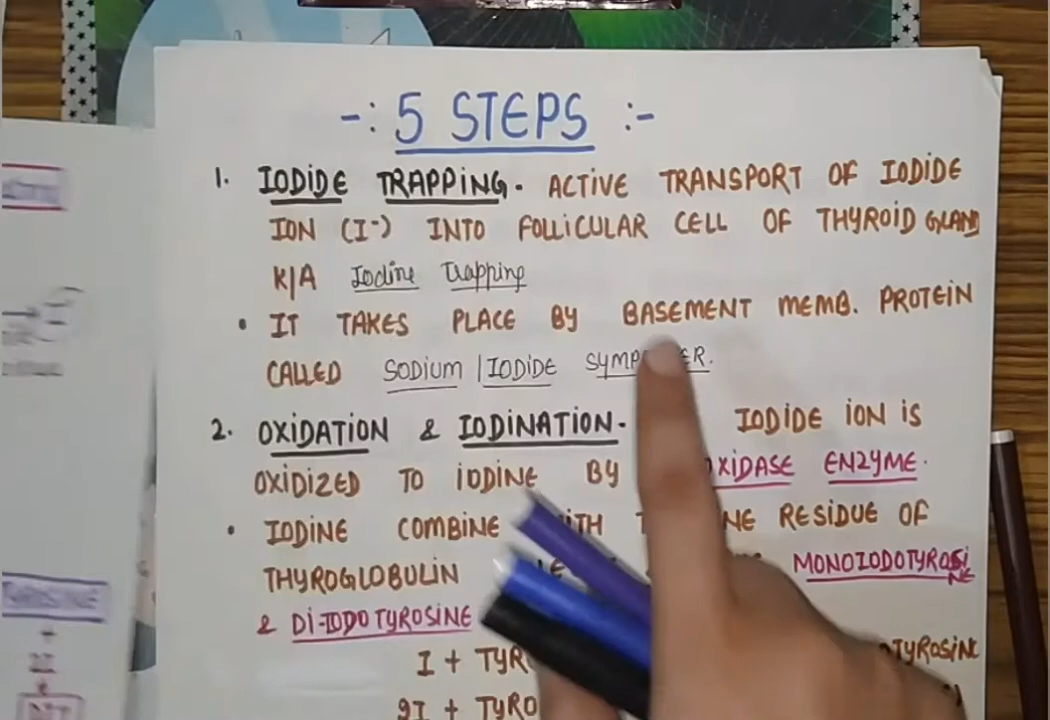 -: 5 STEPS :-
1. IODIDE TRAPPING. ACTIVE TRANSPORT OF IODIDE
ION (I-) INTO FOLLICULAR CELL OF THYROID GLAND
K/A Iodine Trapping
• IT TAKES PLACE BY BASEMENT MEMB. PROTEIN
CALLED SODIUM | IODIDE
2. OXIDATION & IODINATION. IODIDE ION IS
OXIDIZED TO IODINE BY ENZYME.
• IODINE COMBINE RESIDUE OF
THYROGLOBULIN MONOIODOTYROSINE
& DI-IODOTYROSINE
I +
2I +